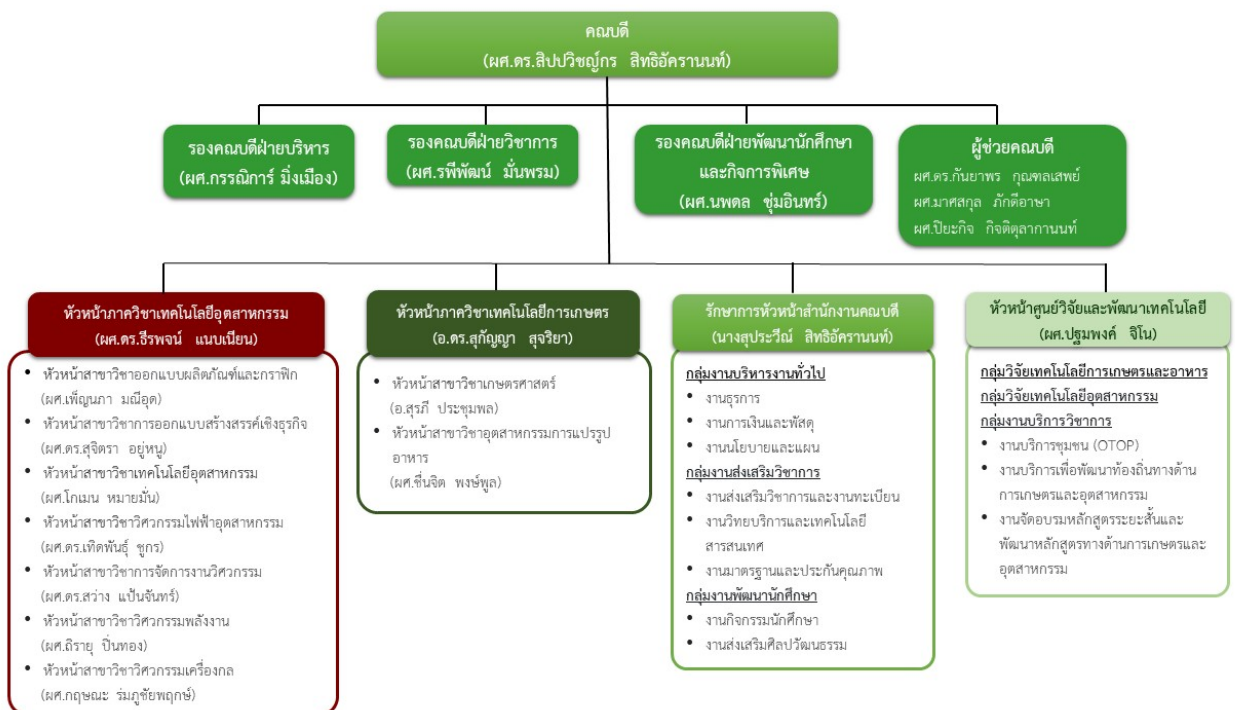 คณบดี
(ผศ.ดร.สิปปวิชญ์กร สิทธิอัครานนท์)
รองคณบดีฝ่ายบริหาร
(ผศ.กรรณิการ์ มิ่งเมือง)
รองคณบดีฝ่ายวิชาการ
(ผศ.รพีพัฒน์ มั่นพรม)
รองคณบดีฝ่ายพัฒนานักศึกษา
และกิจการพิเศษ
(ผศ.นพดล ชุ่มอินทร์)
ผู้ช่วยคณบดี
ผศ.ดร.กันยาพร กุณฑลเสพย์
ผศ.มาศสกุล ภักดีอาษา
ผศ.ปิยะกิจ กิจติตุลากานนท์
หัวหน้าภาควิชาเทคโนโลยีอุตสาหกรรม
(ผศ.ดร.ธีรพจน์ แนบเนียน)
• หัวหน้าสาขาวิชาออกแบบผลิตภัณฑ์และกราฟิก
(ผศ.เพ็ญนภา มณีอุด)
• หัวหน้าสาขาวิชาการออกแบบสร้างสรรค์เชิงธุรกิจ
(ผศ.ดร.สุจิตรา อยู่หนู)
• หัวหน้าสาขาวิชาเทคโนโลยีอุตสาหกรรม
(ผศ.โกเมน หมายมั่น)
• หัวหน้าสาขาวิชาวิศวกรรมไฟฟ้าอุตสาหกรรม
(ผศ.ดร.เทิดพันธุ์ ชูกร)
• หัวหน้าสาขาวิชาการจัดการงานวิศวกรรม
(ผศ.ดร.สว่าง แป้นจันทร์)
• หัวหน้าสาขาวิชาวิศวกรรมพลังงาน
(ผศ.ถิรายุ ปิ่นทอง)
• หัวหน้าสาขาวิชาวิศวกรรมเครื่องกล
(ผศ.กฤษณะ ร่มภูชัยพฤกษ์)
หัวหน้าภาควิชาเทคโนโลยีการเกษตร
(อ.ดร.สุกัญญา สุจริยา)
• หัวหน้าสาขาวิชาเกษตรศาสตร์
(อ.สุรภี ประชุมพล)
• หัวหน้าสาขาวิชาอุตสาหกรรมการแปรรูป
อาหาร
(ผศ.ชื่นจิต พงษ์พูล)
รักษาการหัวหน้าสำนักงานคณบดี
(นางสุประวีณ์ สิทธิอัครานนท์)
กลุ่มงานบริหารงานทั่วไป
• งานธุรการ
• งานการเงินและพัสดุ
• งานนโยบายและแผน
กลุ่มงานส่งเสริมวิชาการ
• งานส่งเสริมวิชาการและงานทะเบียน
• งานวิทยบริการและเทคโนโลยี
สารสนเทศ
• งานมาตรฐานและประกันคุณภาพ
กลุ่มงานพัฒนานักศึกษา
• งานกิจกรรมนักศึกษา
• งานส่งเสริมศิลปวัฒนธรรม
หัวหน้าศูนย์วิจัยและพัฒนาเทคโนโลยี
(ผศ.ปฐมพงค์ จิโน)
กลุ่มวิจัยเทคโนโลยีการเกษตรและอาหาร
กลุ่มวิจัยเทคโนโลยีอุตสาหกรรม
กลุ่มงานบริการวิชาการ
• งานบริการชุมชน (OTOP)
• งานบริการเพื่อพัฒนาท้องถิ่นทางด้าน
การเกษตรและอุตสาหกรรม
• งานจัดอบรมหลักสูตรระยะสั้นและ
พัฒนาหลักสูตรทางด้านการเกษตรและ
อุตสาหกรรม